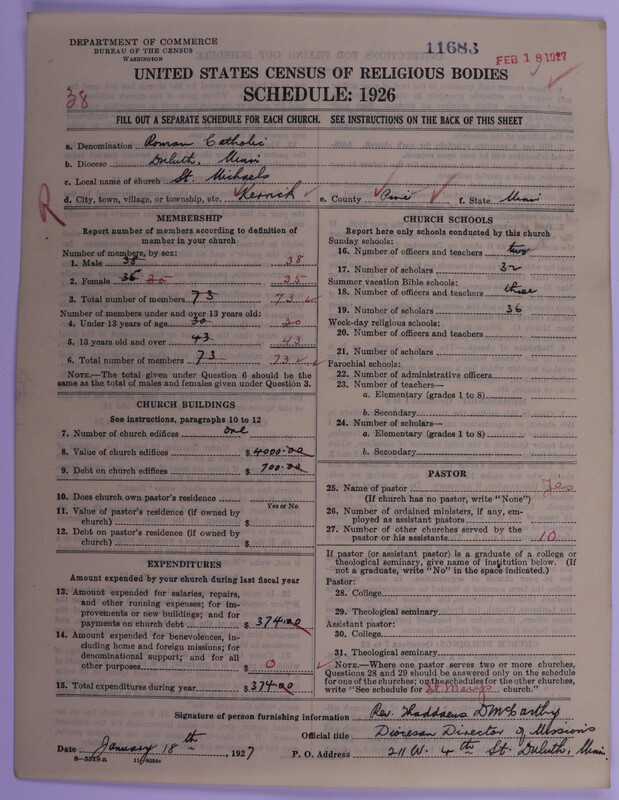 DEPARTMENT OF COMMERCE
BUREAU OF THE CENSUS
WASHINGTON
11683
FEB 18 1927
UNITED STATES CENSUS OF RELIGIOUS BODIES
38
SCHEDULE: 1926
FILL OUT A SEPARATE SCHEDULE FOR EACH CHURCH. SEE INSTRUCTIONS ON THE BACK OF THIS SHEET
a. Denomination Roman Catholic
b. Diocese Duluth, Minn
c. Local name of church St. Michaels
R
d. City, town, village, or township, etc. Kerrick e. County Pine f. State Minn
MEMBERSHIP
Report number of members according to definition of
member in your church
Number of members, by sex:
1. Male 38 38
2. Female 35 35
3. Total number of members 73 73
Number of members under and over 13 years old:
4. Under 13 years of age 30 30
5. 13 years old and over 43 43
6. Total number of members 73 73
NOTE.—The total given under Question 6 should be
same as the total of males and females given under Question 3.
CHURCH BUILDINGS
See instructions, paragraphs 10 to 12
7. Number of church edifices one
8. Value of church edifices $ 4000.00
9. Debt on church edifices $ 700.00
10. Does church own pastor's residence
Yes or No
11. Value of pastor's residence (if owned by
church) $
12. Debt on pastor's residence (if owned by
church) $
EXPENDITURES
Amount expended by your church during last fiscal year
13. Amount expended for salaries, repairs,
and other running expenses; for im-
provements or new buildings; and for
payments on church debt $ 374.00
14. Amount expended for benevolences, in-
cluding home and foreign missions; for
denominational support; and for all
other purposes $ 0
15. Total expenditures during year $ 374.00
CHURCH SCHOOLS
Report here only schools conducted by this church
Sunday schools:
16. Number of officers and teachers two
17. Number of scholars 32
Summer vacation Bible schools:
18. Number of officers and teachers three
19. Number of scholars 36
Week-day religious schools:
20. Number of officers and teachers
21. Number of scholars
Parochial schools:
22. Number of administrative officers
23. Number of teachers—
a. Elementary (grades 1 to 8)
b. Secondary
24. Number of scholars—
a. Elementary (grades 1 to 8)
b. Secondary
PASTOR
25. Name of pastor Yes
(If church has no pastor, write "None")
26. Number of ordained ministers, if any, em-
ployed as assistant pastors
27. Number of other churches served by the
pastor or his assistants 10
If pastor (or assistant pastor) is a graduate of a college or
theological seminary, give name of institution below. (If
not a graduate, write "No" in the space indicated.)
Pastor:
28. College
29. Theological seminary
Assistant pastor:
30. College
31. Theological seminary
NOTE.—Where one pastor serves two or more churches,
Questions 28 and 29 should be answered only on the schedule
for one of the churches; on the schedules for the other churches,
write "See schedule for St Marys church."
Signature of person furnishing information Rev. Thaddaeus D McCarthy
Official title Diocesan Director of Missions
Date January 18th, 1927 P. O. Address 211 W. 4th St. Duluth, Minn.